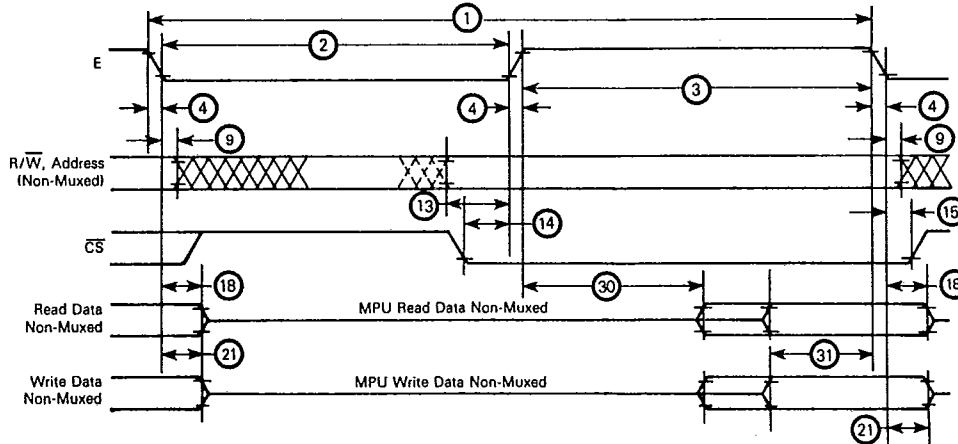 1
2
E
3
4
4
4
9
9
R/W̅, Address
(Non-Muxed)
13
14
15
C̅S̅
18
30
18
Read Data
Non-Muxed
MPU Read Data Non-Muxed
21
31
Write Data
Non-Muxed
MPU Write Data Non-Muxed
21